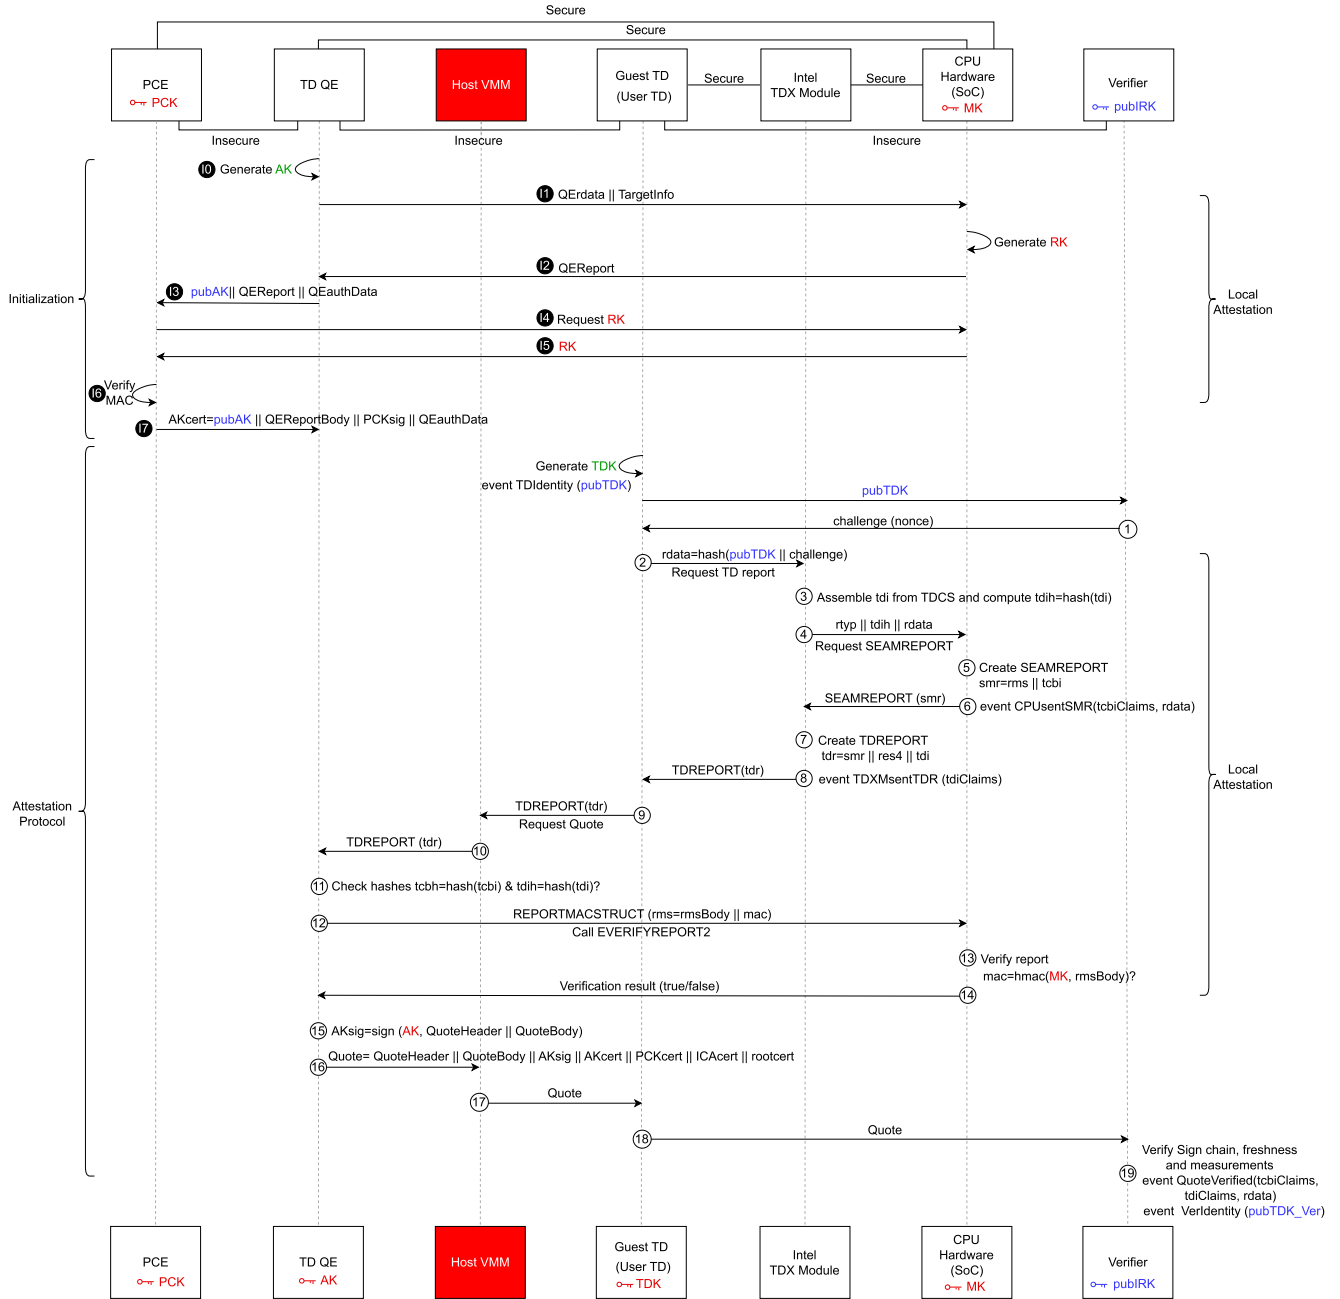 Secure
Secure
PCE
PCK
TD QE
Host VMM
Guest TD
(User TD)
Secure
Intel
TDX Module
Secure
CPU
Hardware
(SoC)
MK
Verifier
pubIRK
Insecure
Insecure
Insecure
Initialization
I0 Generate AK
I1 QErdata || TargetInfo
Generate RK
I2 QEReport
I3 pubAK|| QEReport || QEauthData
I4 Request RK
I5 RK
I6 Verify
MAC
I7 AKcert=pubAK || QEReportBody || PCKsig || QEauthData
Local
Attestation
Attestation
Protocol
Generate TDK
event TDIdentity (pubTDK)
pubTDK
challenge (nonce)
1
2 rdata=hash(pubTDK || challenge)
Request TD report
3 Assemble tdi from TDCS and compute tdih=hash(tdi)
4 rtyp || tdih || rdata
Request SEAMREPORT
5 Create SEAMREPORT
smr=rms || tcbi
SEAMREPORT (smr)
6 event CPUsentSMR(tcbiClaims, rdata)
7 Create TDREPORT
tdr=smr || res4 || tdi
TDREPORT(tdr)
8 event TDXMsentTDR (tdiClaims)
TDREPORT(tdr)
Request Quote
9
TDREPORT (tdr)
10
11 Check hashes tcbh=hash(tcbi) & tdih=hash(tdi)?
12 REPORTMACSTRUCT (rms=rmsBody || mac)
Call EVERIFYREPORT2
13 Verify report
mac=hmac(MK, rmsBody)?
Verification result (true/false)
14
Local
Attestation
15 AKsig=sign (AK, QuoteHeader || QuoteBody)
16 Quote= QuoteHeader || QuoteBody || AKsig || AKcert || PCKcert || ICAcert || rootcert
17 Quote
18 Quote
19 Verify Sign chain, freshness
and measurements
event QuoteVerified(tcbiClaims,
tdiClaims, rdata)
event VerIdentity (pubTDK_Ver)
PCE
PCK
TD QE
AK
Host VMM
Guest TD
(User TD)
TDK
Intel
TDX Module
CPU
Hardware
(SoC)
MK
Verifier
pubIRK